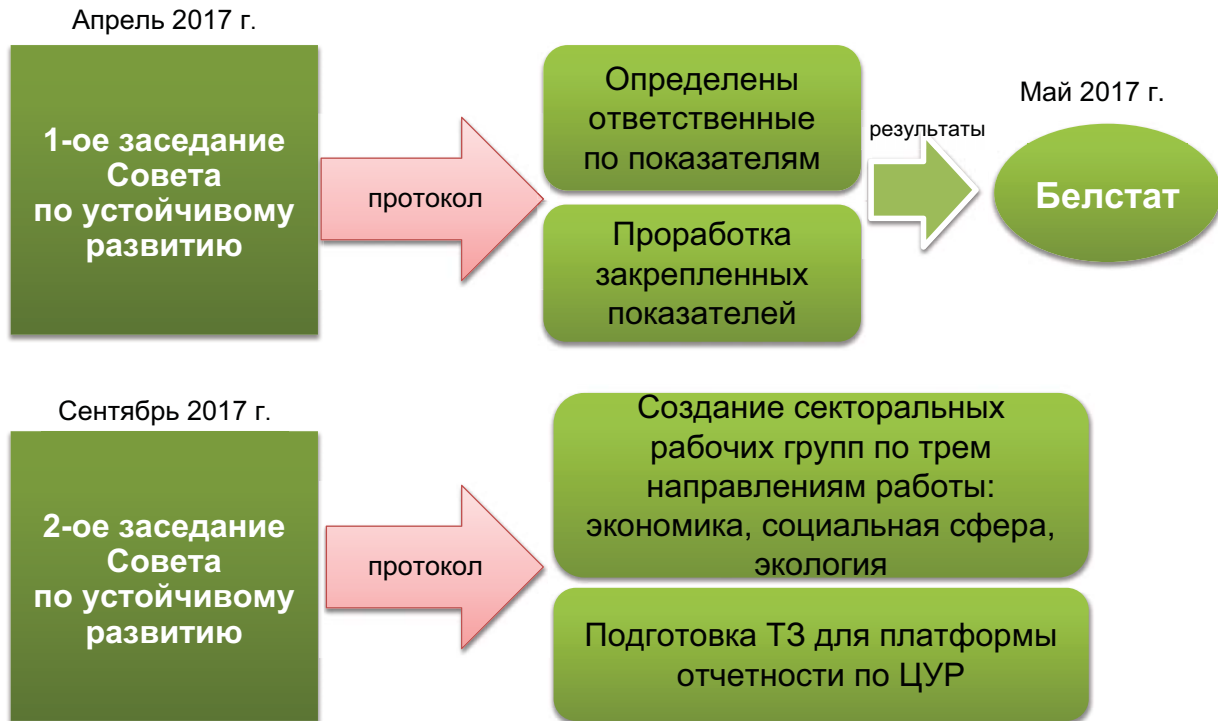 Апрель 2017 г.
1-ое заседание
Совета
по устойчивому
развитию
протокол
Определены
ответственные
по показателям
Проработка
закрепленных
показателей
результаты
Май 2017 г.
Белстат
Сентябрь 2017 г.
2-ое заседание
Совета
по устойчивому
развитию
протокол
Создание секторальных
рабочих групп по трем
направлениям работы:
экономика, социальная сфера,
экология
Подготовка ТЗ для платформы
отчетности по ЦУР